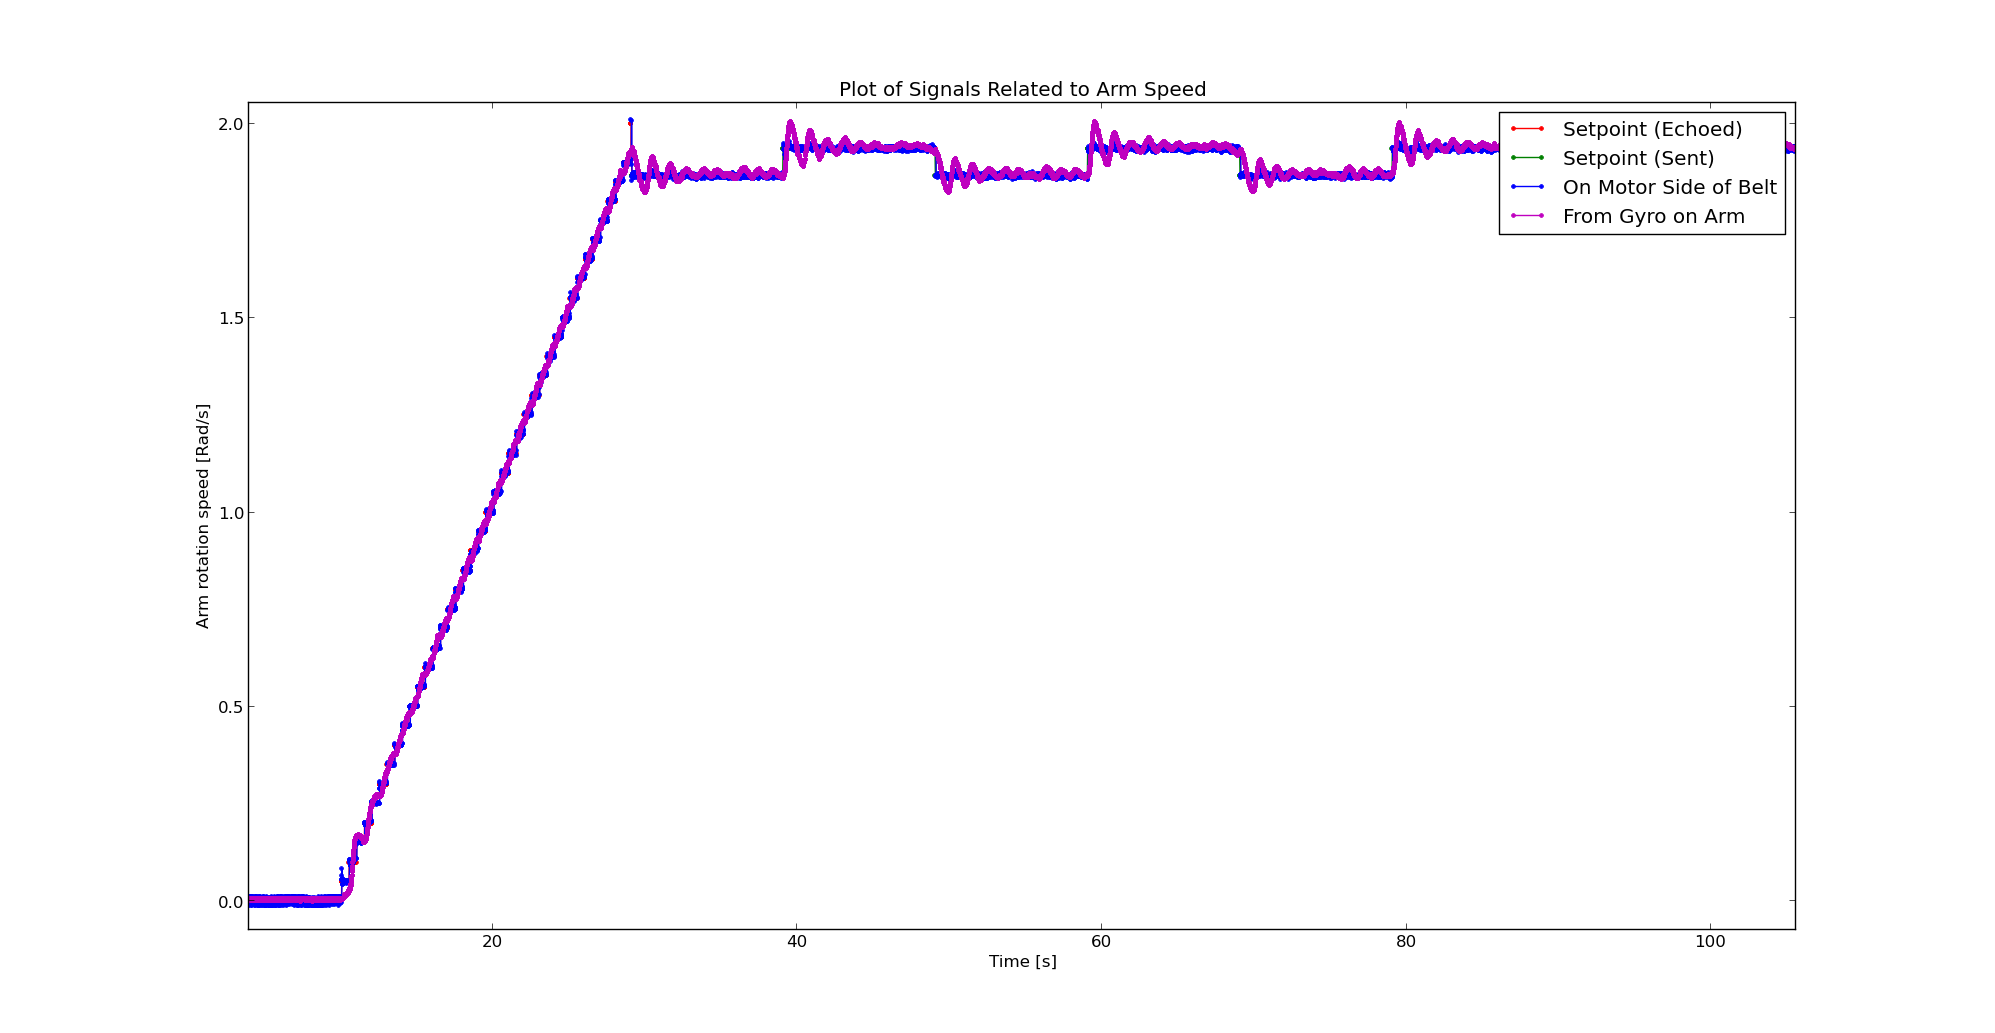 Plot of Signals Related to Arm Speed
2.0
1.5
1.0
0.5
0.0
Arm rotation speed [Rad/s]
Setpoint (Echoed)
Setpoint (Sent)
On Motor Side of Belt
From Gyro on Arm
20
40
60
80
100
Time [s]